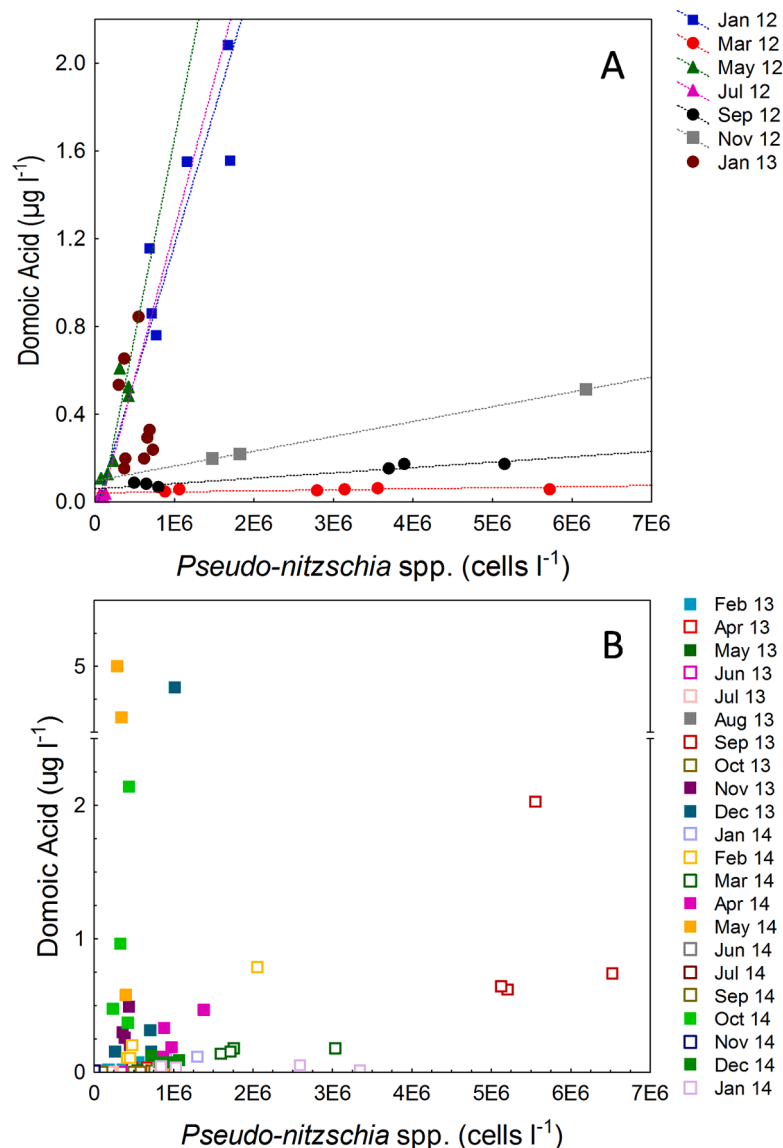 A
2.0
1.6
1.2
0.8
0.4
0.0
Domoic Acid (µg l-1)
0 1E6 2E6 3E6 4E6 5E6 6E6 7E6
Pseudo-nitzschia spp. (cells l-1)
Jan 12
Mar 12
May 12
Jul 12
Sep 12
Nov 12
Jan 13
B
5
2
1
0
Domoic Acid (ug l-1)
0 1E6 2E6 3E6 4E6 5E6 6E6 7E6
Pseudo-nitzschia spp. (cells l-1)
Feb 13
Apr 13
May 13
Jun 13
Jul 13
Aug 13
Sep 13
Oct 13
Nov 13
Dec 13
Jan 14
Feb 14
Mar 14
Apr 14
May 14
Jun 14
Jul 14
Sep 14
Oct 14
Nov 14
Dec 14
Jan 14